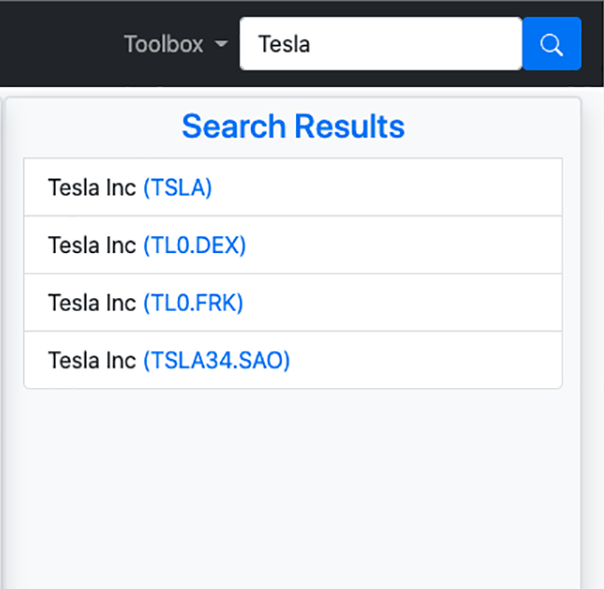 Toolbox Tesla
Search Results
Tesla Inc (TSLA)
Tesla Inc (TL0.DEX)
Tesla Inc (TL0.FRK)
Tesla Inc (TSLA34.SAO)